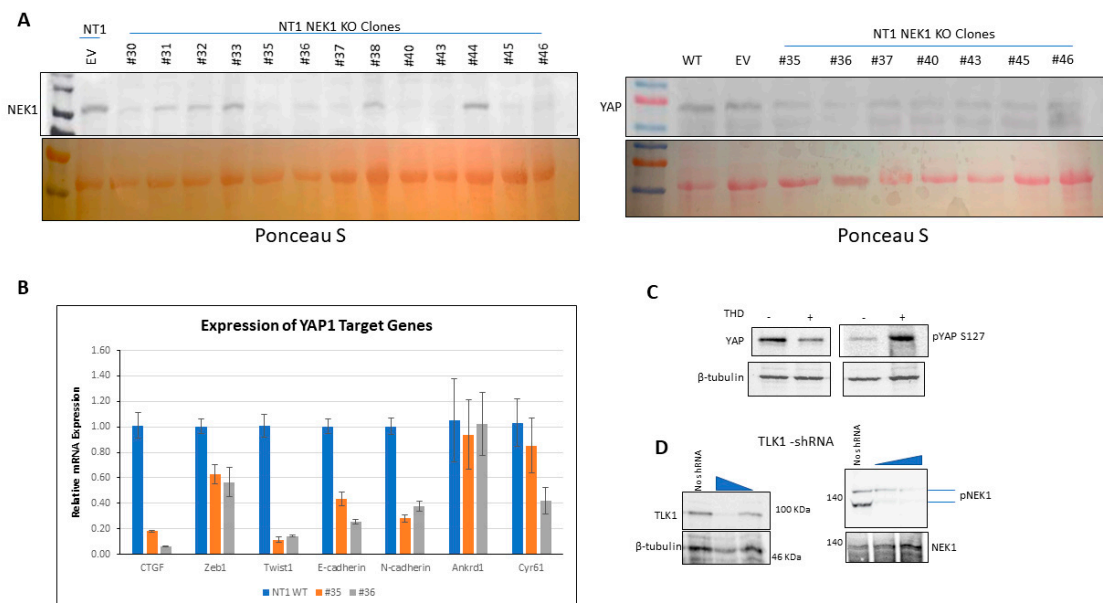 A
NT1
NT1 NEK1 KO Clones
EV
#30
#31
#32
#33
#35
#36
#37
#38
#40
#43
#44
#45
#46
NEK1
Ponceau S
NT1 NEK1 KO Clones
WT
EV
#35
#36
#37
#40
#43
#45
#46
YAP
Ponceau S
B
Expression of YAP1 Target Genes
Relative mRNA Expression
1.60
1.40
1.20
1.00
0.80
0.60
0.40
0.20
0.00
CTGF Zeb1 Twist1 E-cadherin N-cadherin Ankrd1 Cyr61
NT1 WT #35 #36
C
THD - + - +
YAP
pYAP S127
β-tubulin
D
TLK1 -shRNA
No shRNA
TLK1
100 KDa
β-tubulin
46 KDa
No shRNA
140
pNEK1
140
NEK1